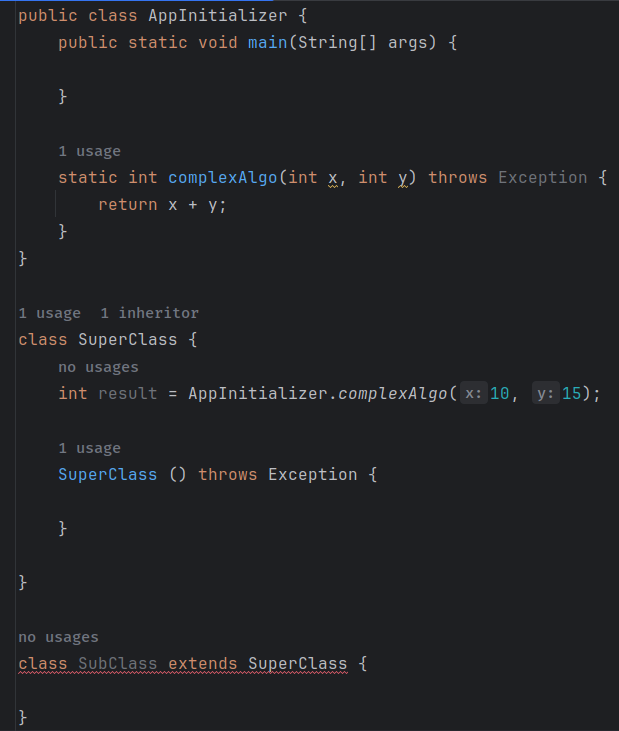 public class AppInitializer {
public static void main(String[] args) {
}
1 usage
static int complexAlgo(int x, int y) throws Exception {
return x + y;
}
}
1 usage 1 inheritor
class SuperClass {
no usages
int result = AppInitializer.complexAlgo( x: 10, y: 15);
1 usage
SuperClass () throws Exception {
}
}
no usages
class SubClass extends SuperClass {
}